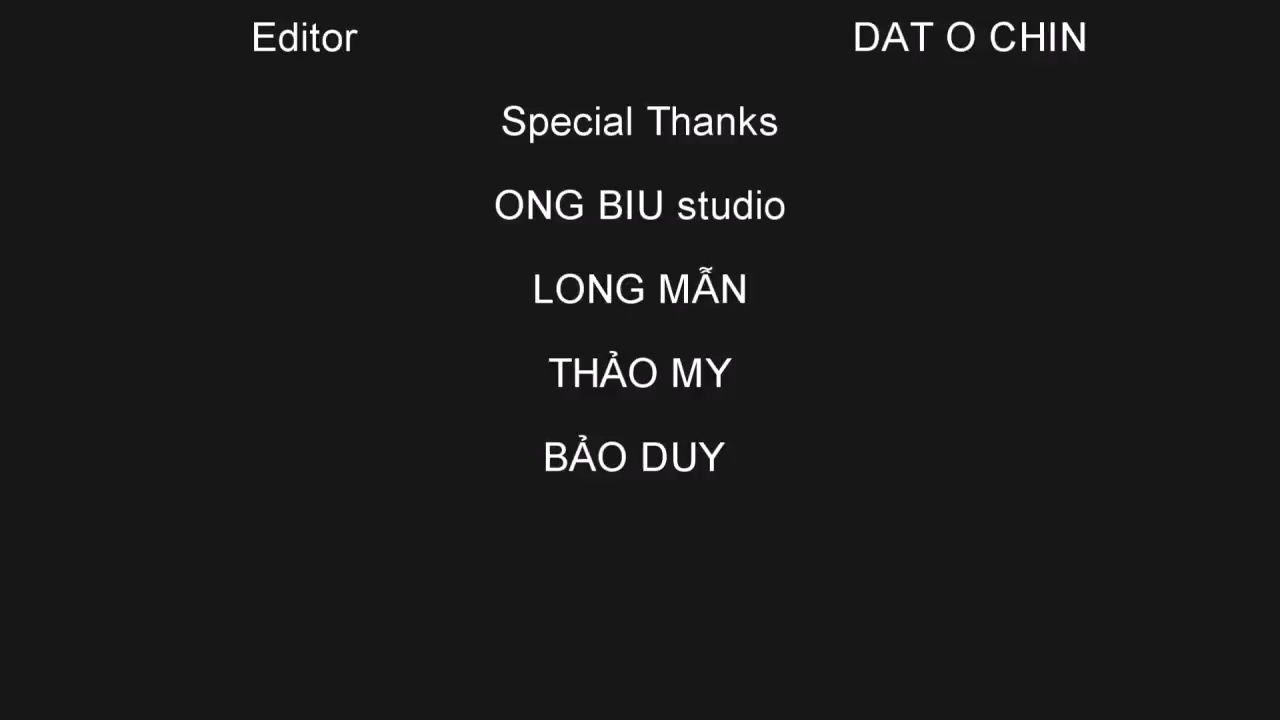 Editor DAT O CHIN
Special Thanks
ONG BIU studio
LONG MẪN
THẢO MY
BẢO DUY